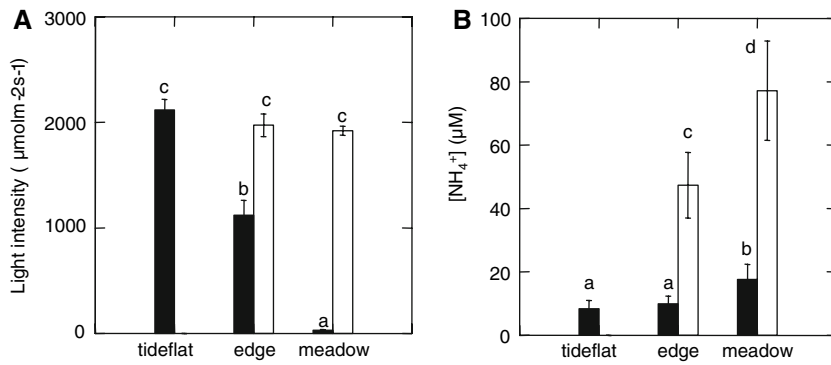 A
Light intensity ( μmolm-2s-1)
3000
2000
1000
0
c
b
c
a
c
tideflat
edge
meadow
B
[NH₄⁺] (μM)
100
80
60
40
20
0
a
a
c
b
d
tideflat
edge
meadow